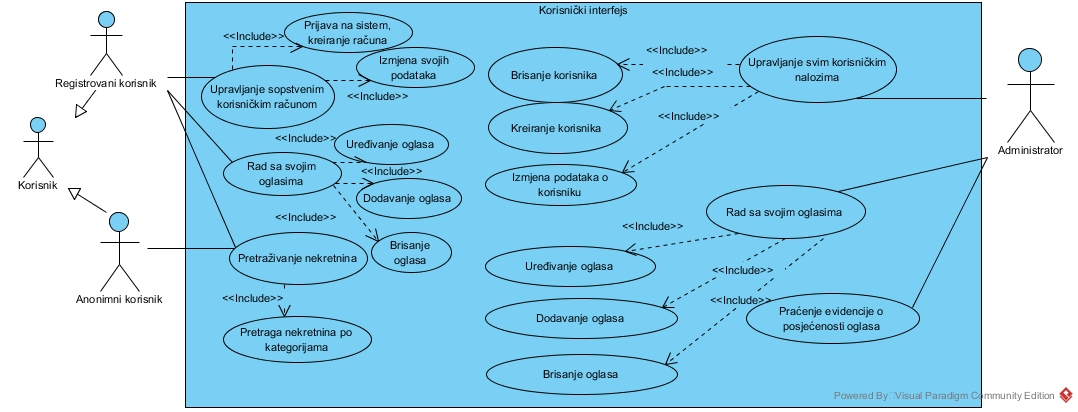 Korisnički interfejs
Registrovani korisnik
Korisnik
Anonimni korisnik
<<Include>>
Prijava na sistem,
kreiranje računa
Izmjena svojih
podataka
Upravljanje sopstvenim
korisničkim računom
<<Include>>
<<Include>>
Uređivanje oglasa
Rad sa svojim
oglasima
<<Include>>
Dodavanje oglasa
<<Include>>
Brisanje
oglasa
Pretraživanje nekretnina
<<Include>>
Pretraga nekretnina po
kategorijama
<<Include>>
Brisanje korisnika
<<Include>>
Upravljanje svim korisničkim
nalozima
Kreiranje korisnika
<<Include>>
Izmjena podataka o
korisniku
Administrator
Rad sa svojim oglasima
<<Include>>
Uređivanje oglasa
<<Include>>
Dodavanje oglasa
<<Include>>
Praćenje evidencije o
posjećenosti oglasa
Brisanje oglasa
Powered By Visual Paradigm Community Edition